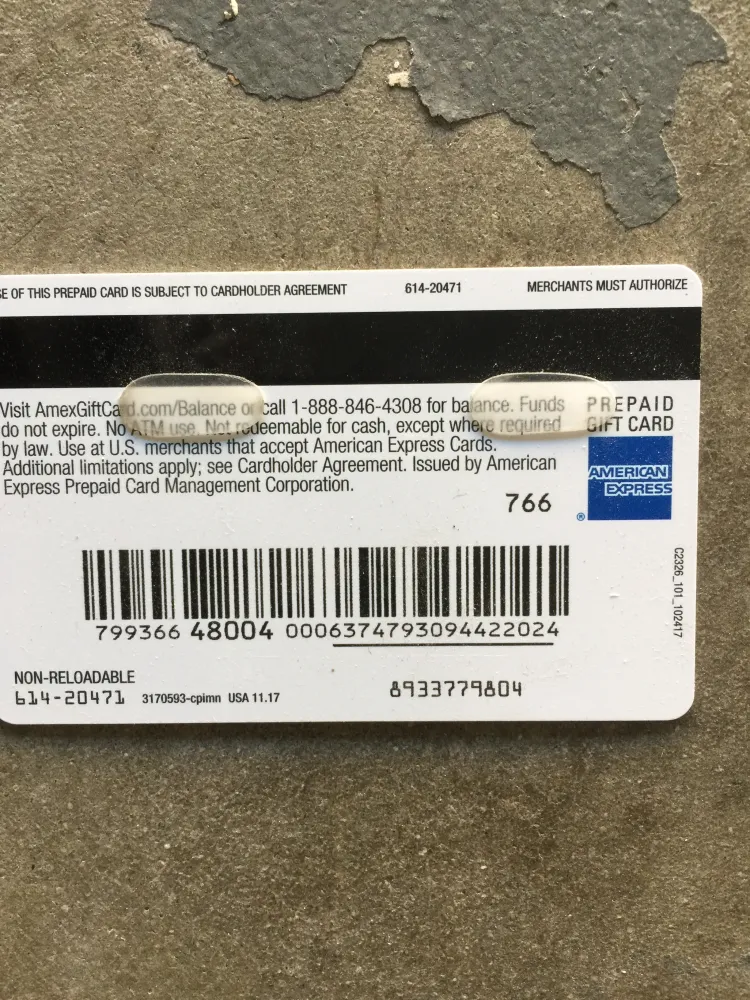 SE OF THIS PREPAID CARD IS SUBJECT TO CARDHOLDER AGREEMENT 614-20471 MERCHANTS MUST AUTHORIZE
Visit AmexGiftCard.com/Balance or call 1-888-846-4308 for balance. Funds
do not expire. No ATM use. Not redeemable for cash, except where required
by law. Use at U.S. merchants that accept American Express Cards.
Additional limitations apply; see Cardholder Agreement. Issued by American
Express Prepaid Card Management Corporation.
PREPAID
GIFT CARD
AMERICAN
EXPRESS
®
766
799366 48004 0006374793094422024
C2326_101_102417
NON-RELOADABLE
614-20471 3170593-cpimn USA 11.17
8933779804